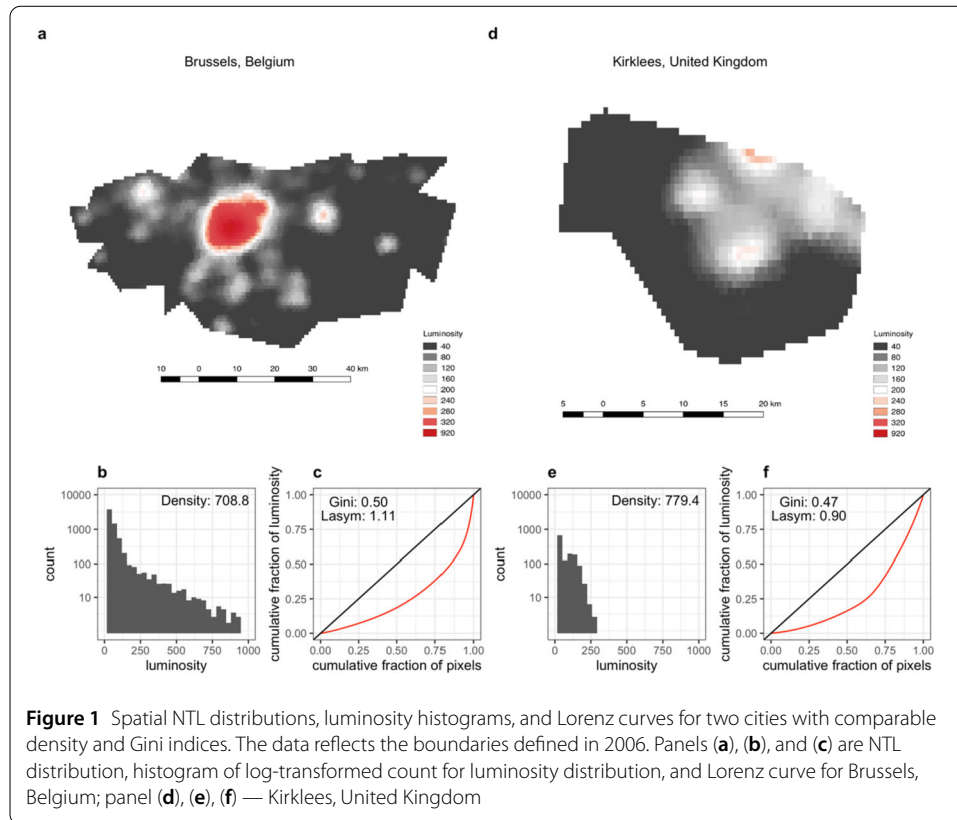 a
Brussels, Belgium
Luminosity
40
80
120
160
200
240
280
320
920
10 0 10 20 30 40 km
d
Kirklees, United Kingdom
Luminosity
40
80
120
160
200
240
280
320
920
5 0 5 10 15 20 km
b
Density: 708.8
count
10000
1000
100
10
0 250 500 750 1000
luminosity
c
Gini: 0.50
Lasym: 1.11
cumulative fraction of luminosity
1.00
0.75
0.50
0.25
0.00
0.00 0.25 0.50 0.75 1.00
cumulative fraction of pixels
e
Density: 779.4
count
10000
1000
100
10
0 250 500 750 1000
luminosity
f
Gini: 0.47
Lasym: 0.90
cumulative fraction of luminosity
1.00
0.75
0.50
0.25
0.00
0.00 0.25 0.50 0.75 1.00
cumulative fraction of pixels
Figure 1 Spatial NTL distributions, luminosity histograms, and Lorenz curves for two cities with comparable
density and Gini indices. The data reflects the boundaries defined in 2006. Panels (a), (b), and (c) are NTL
distribution, histogram of log-transformed count for luminosity distribution, and Lorenz curve for Brussels,
Belgium; panel (d), (e), (f) — Kirklees, United Kingdom